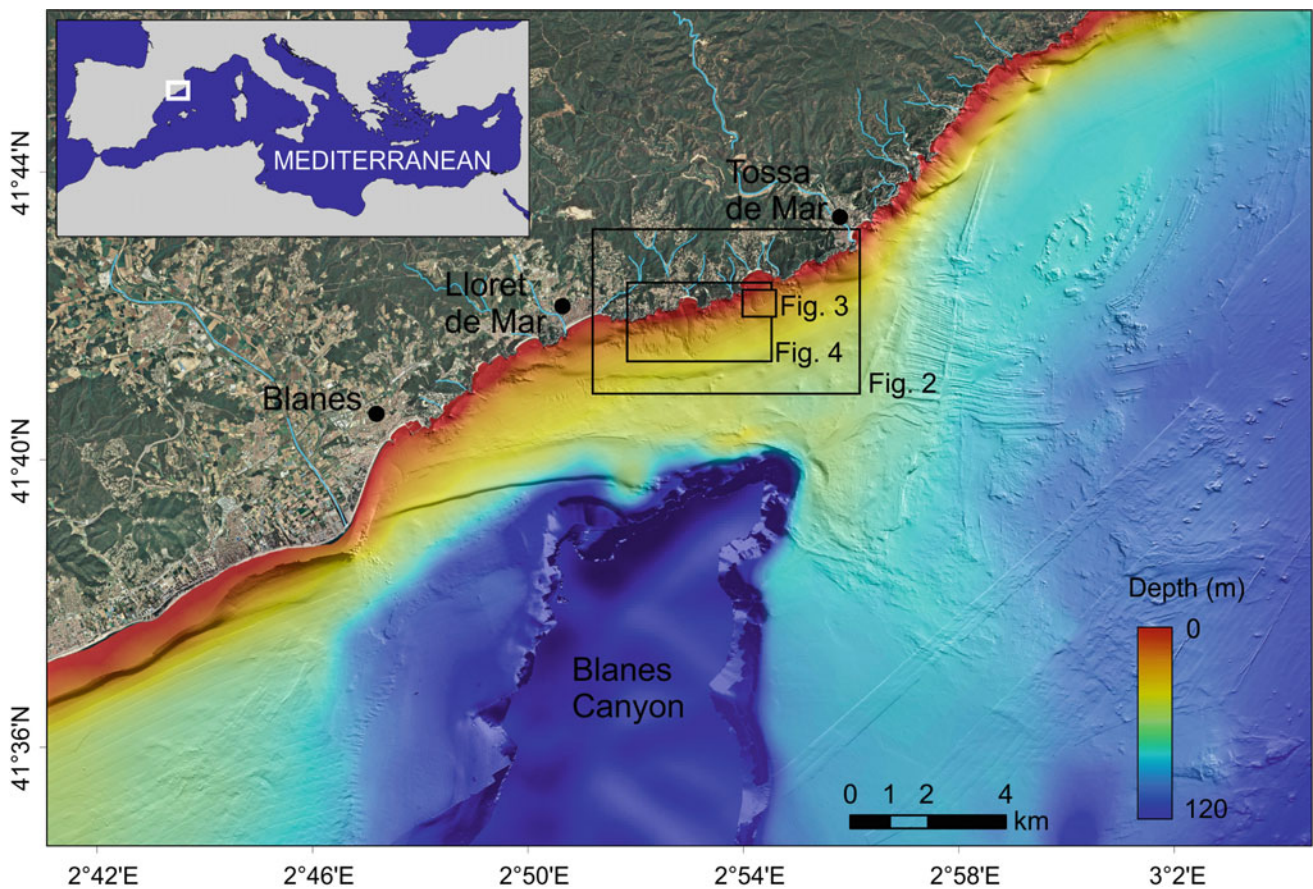 MEDITERRANEAN
41°44'N
41°40'N
41°36'N
Tossa
de Mar
Lloret
de Mar
Blanes
Fig. 3
Fig. 4
Fig. 2
Blanes
Canyon
Depth (m)
0
120
0 1 2 4
km
2°42'E 2°46'E 2°50'E 2°54'E 2°58'E 3°2'E